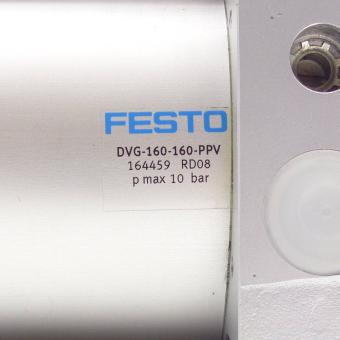 FESTO
DVG-160-160-PPV
164459 RD08
p max 10 bar